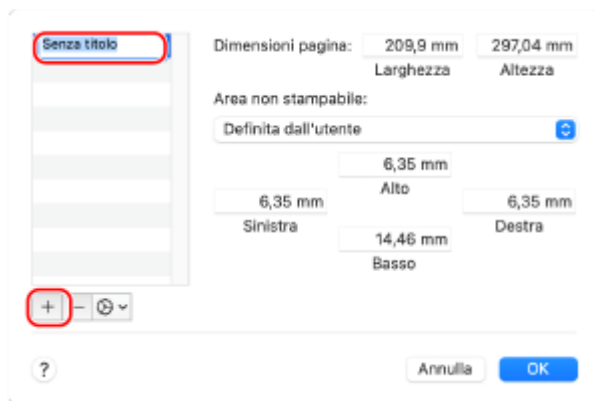 Senza titolo
Dimensioni pagina: 209,9 mm 297,04 mm
Larghezza Altezza
Area non stampabile:
Definita dall'utente
6,35 mm
Alto
6,35 mm 6,35 mm
Sinistra Destra
14,46 mm
Basso
+ −
? Annulla OK